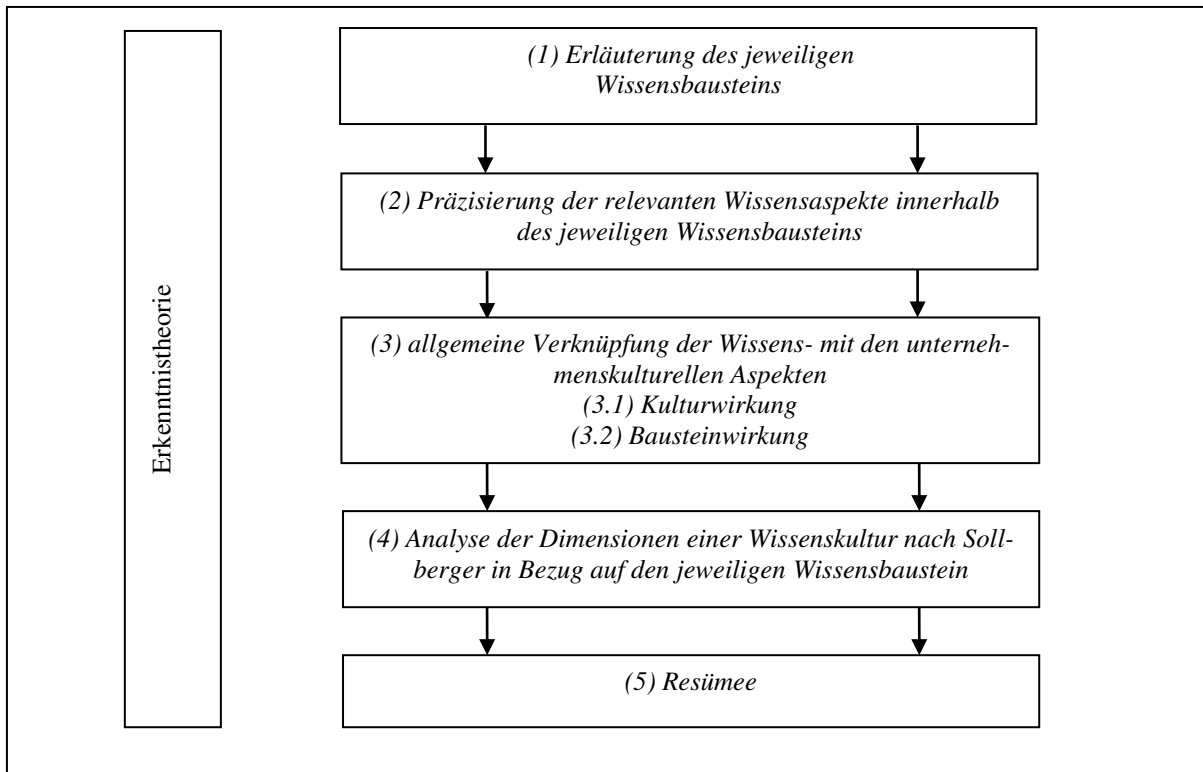 Erkenntnistheorie
(1) Erläuterung des jeweiligen
Wissensbausteins
(2) Präzisierung der relevanten Wissensaspekte innerhalb
des jeweiligen Wissensbausteins
(3) allgemeine Verknüpfung der Wissens- mit den unterneh-
menskulturellen Aspekten
(3.1) Kulturwirkung
(3.2) Bausteinwirkung
(4) Analyse der Dimensionen einer Wissenskultur nach Soll-
berger in Bezug auf den jeweiligen Wissensbaustein
(5) Resümee